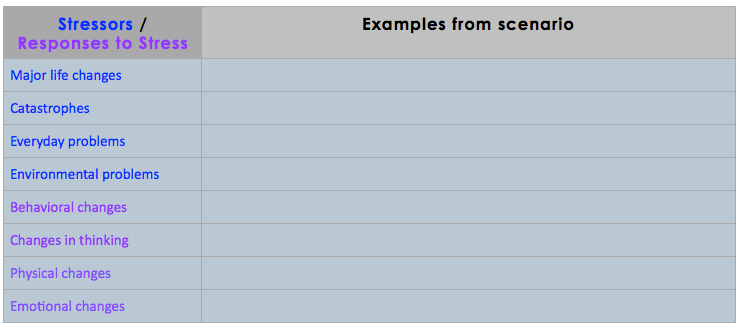 Stressors /
Responses to Stress
Examples from scenario
Major life changes
Catastrophes
Everyday problems
Environmental problems
Behavioral changes
Changes in thinking
Physical changes
Emotional changes